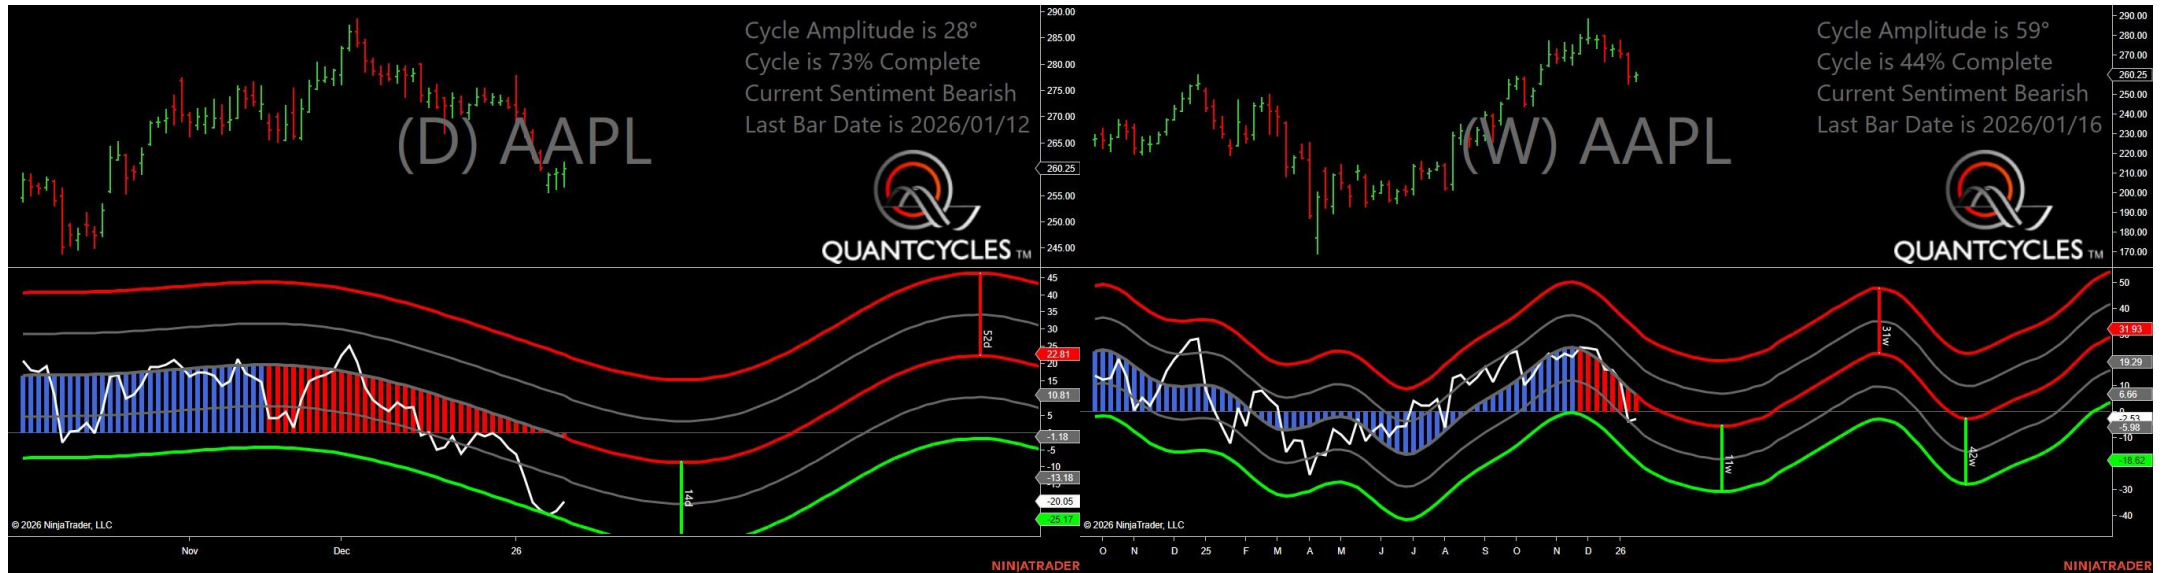 Cycle Amplitude is 28°
Cycle is 73% Complete
Current Sentiment Bearish
Last Bar Date is 2026/01/12
(D) AAPL
QUANTCYCLES TM
290.00
285.00
280.00
275.00
270.00
265.00
260.25
255.00
250.00
245.00
45
40
35
30
25
22.81
20
15
10.81
5
-1.18
-5
-10
-13.18
-20.05
-25.17
52d
14d
© 2026 NinjaTrader, LLC
Nov Dec 26
NINJATRADER
Cycle Amplitude is 59°
Cycle is 44% Complete
Current Sentiment Bearish
Last Bar Date is 2026/01/16
(W) AAPL
QUANTCYCLES TM
290.00
280.00
270.00
260.25
250.00
240.00
230.00
220.00
210.00
200.00
190.00
180.00
170.00
50
40
31.93
19.29
10
6.66
-2.53
-5.98
-10
-18.62
-30
-40
31w
11w
42w
© 2026 NinjaTrader, LLC
O N D 25 F M A M J J A S O N D 26
NINJATRADER